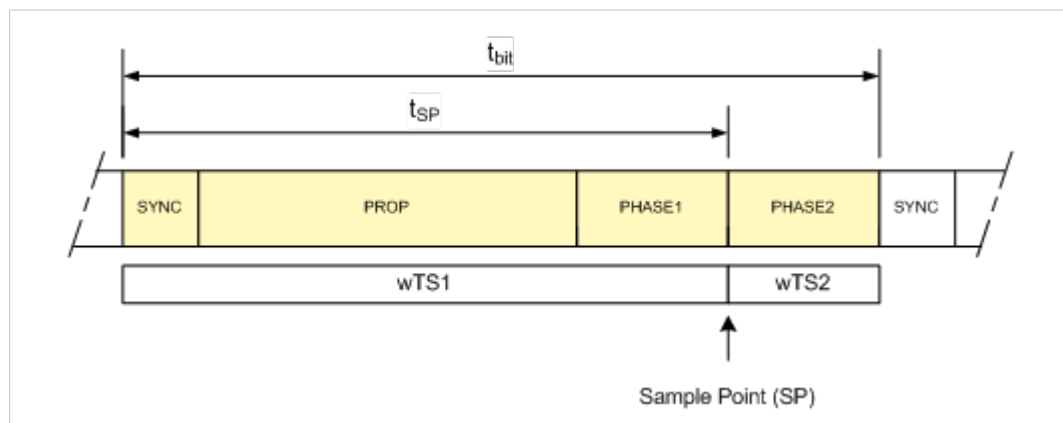 tbit
tSP
SYNC PROP PHASE1 PHASE2 SYNC
wTS1 wTS2
Sample Point (SP)